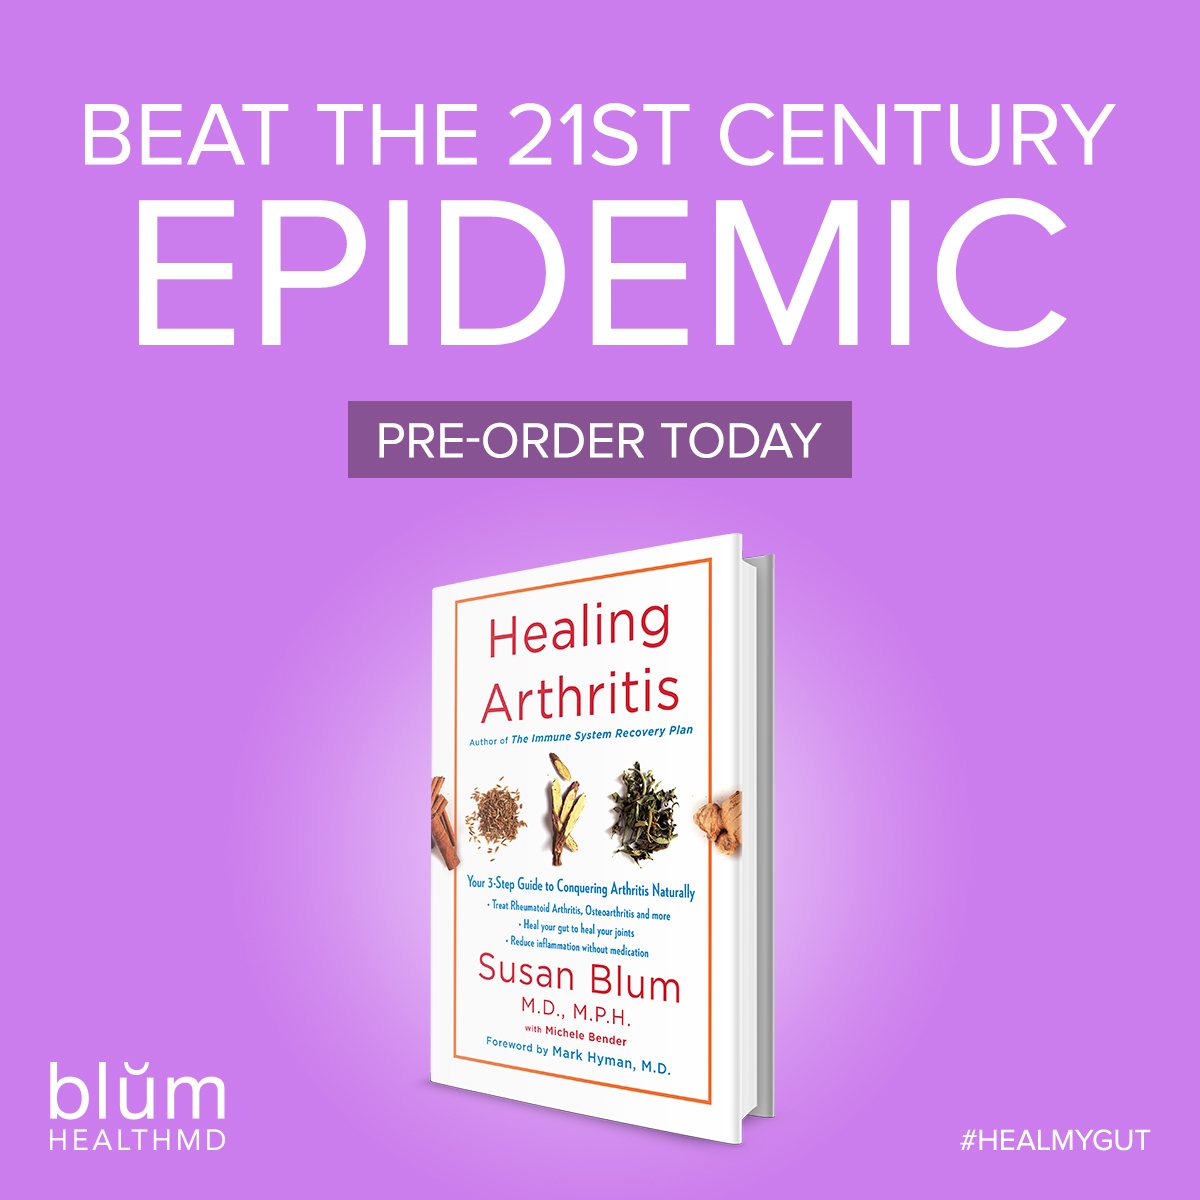 BEAT THE 21ST CENTURY
EPIDEMIC
PRE-ORDER TODAY
Healing
Arthritis
Author of The Immune System Recovery Plan
Your 3-Step Guide to Conquering Arthritis Naturally
• Treat Rheumatoid Arthritis, Osteoarthritis and more
• Heal your gut to heal your joints
• Reduce inflammation without medication
Susan Blum
M.D., M.P.H.
with Michele Bender
Foreword by Mark Hyman, M.D.
blŭm
HEALTHMD
#HEALMYGUT